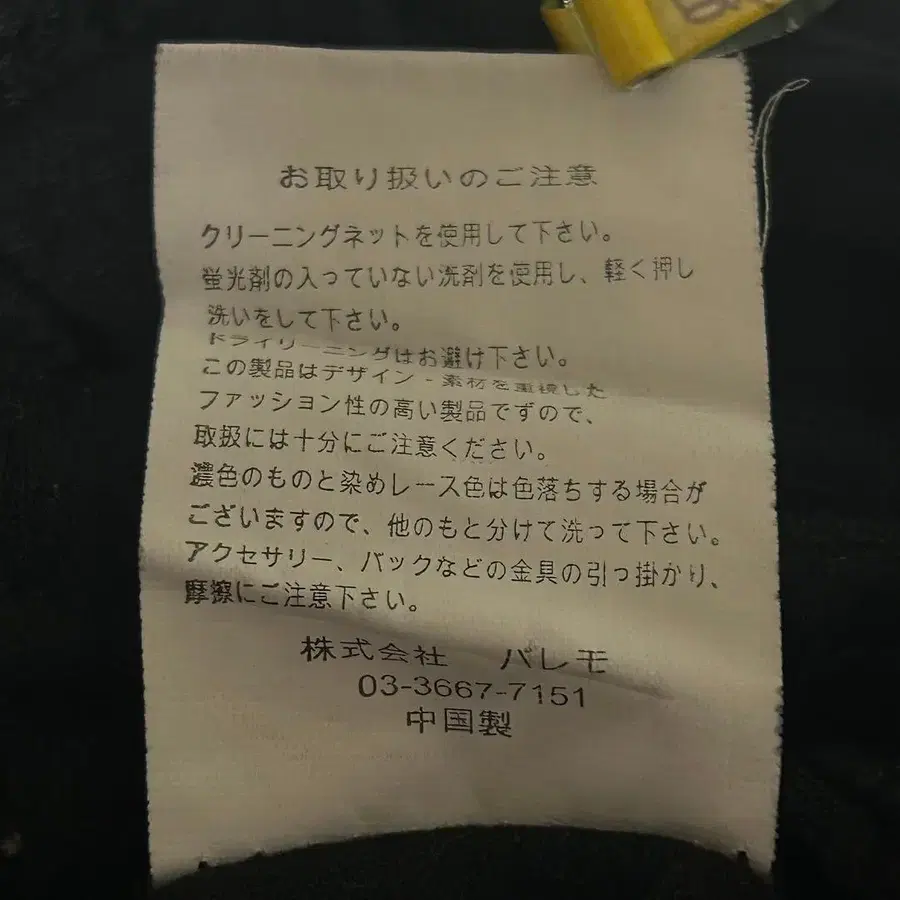 お取り扱いのご注意
クリーニングネットを使用して下さい。
蛍光剤の入っていない洗剤を使用し、軽く押し
洗いをして下さい。
ドライリーニングはお避け下さい。
この製品はデザイン-素材を重視した
ファッション性の高い製品でずので、
取扱には十分にご注意ください。
濃色のものと染めレース色は色落ちする場合が
ございますので、他のもと分けて洗って下さい。
アクセサリー、バックなどの金具の引っ掛かり、
摩擦にご注意下さい。
株式会社 パレモ
03-3667-7151
中国製